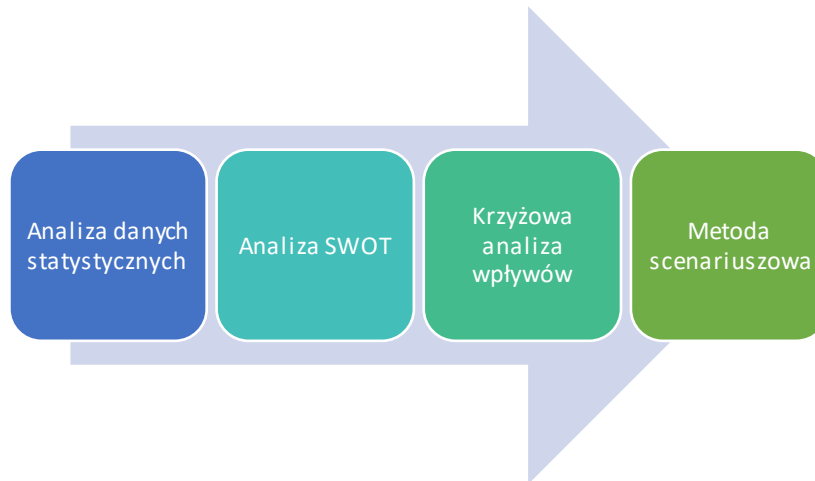 Analiza danych
statystycznych
Analiza SWOT
Krzyżowa
analiza
wpływów
Metoda
scenariuszowa